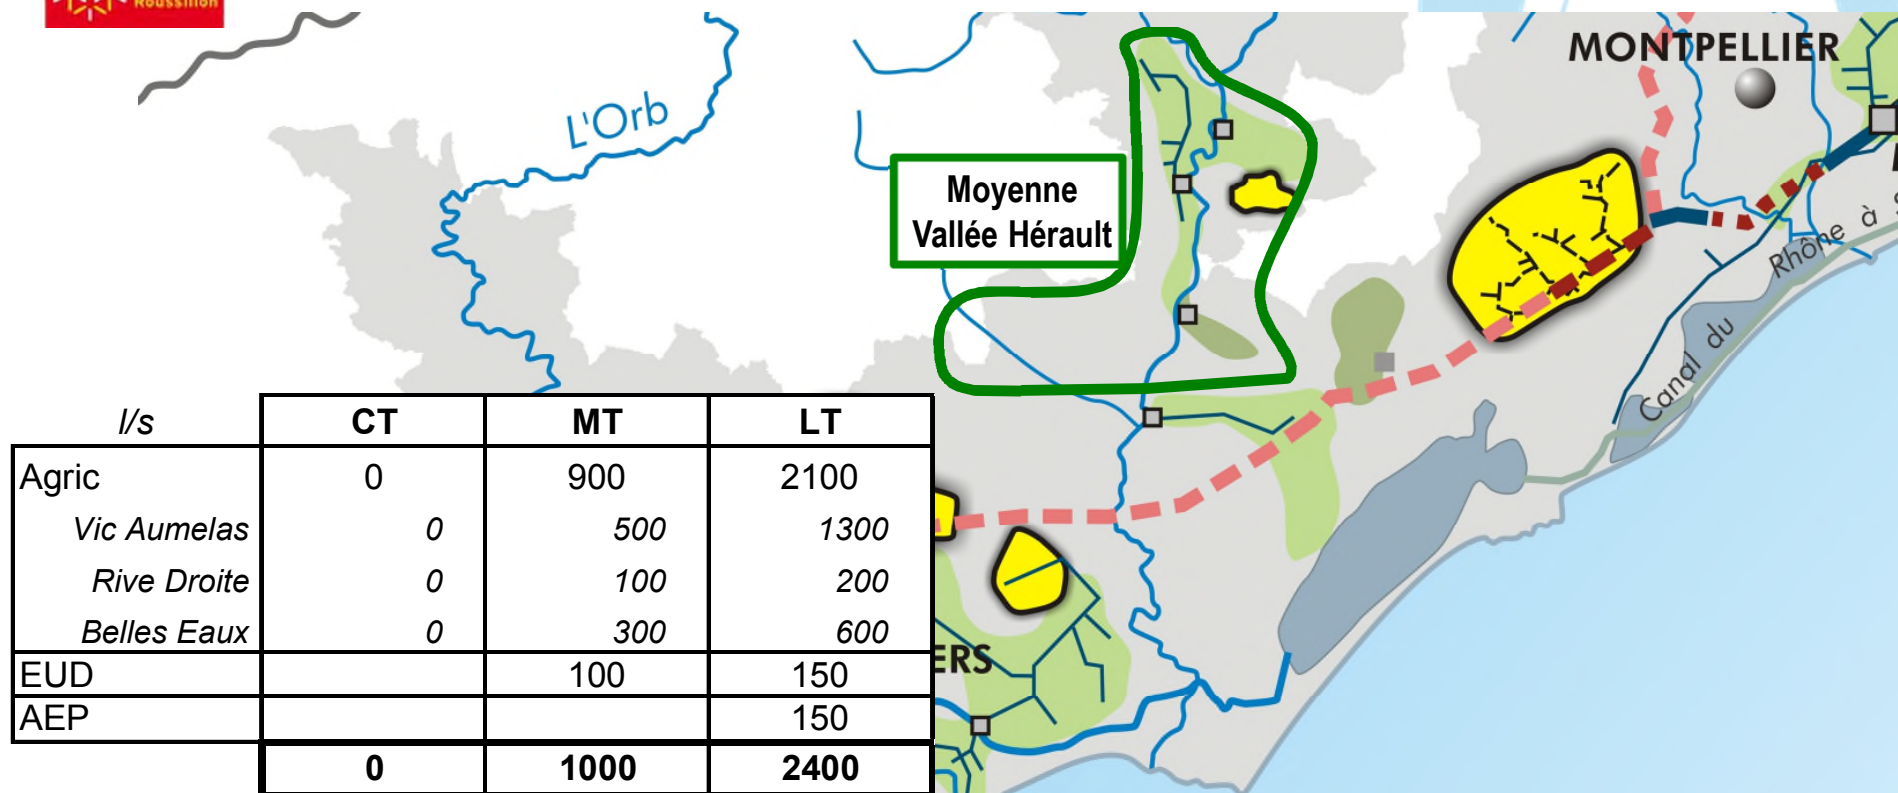 Roussillon
MONTPELLIER
L'Orb
Moyenne
Vallée Hérault
Rhône à
Canal du
l/s CT MT LT
Agric 0 900 2100
Vic Aumelas 0 500 1300
Rive Droite 0 100 200
Belles Eaux 0 300 600
EUD 100 150
AEP 150
0 1000 2400
ERS